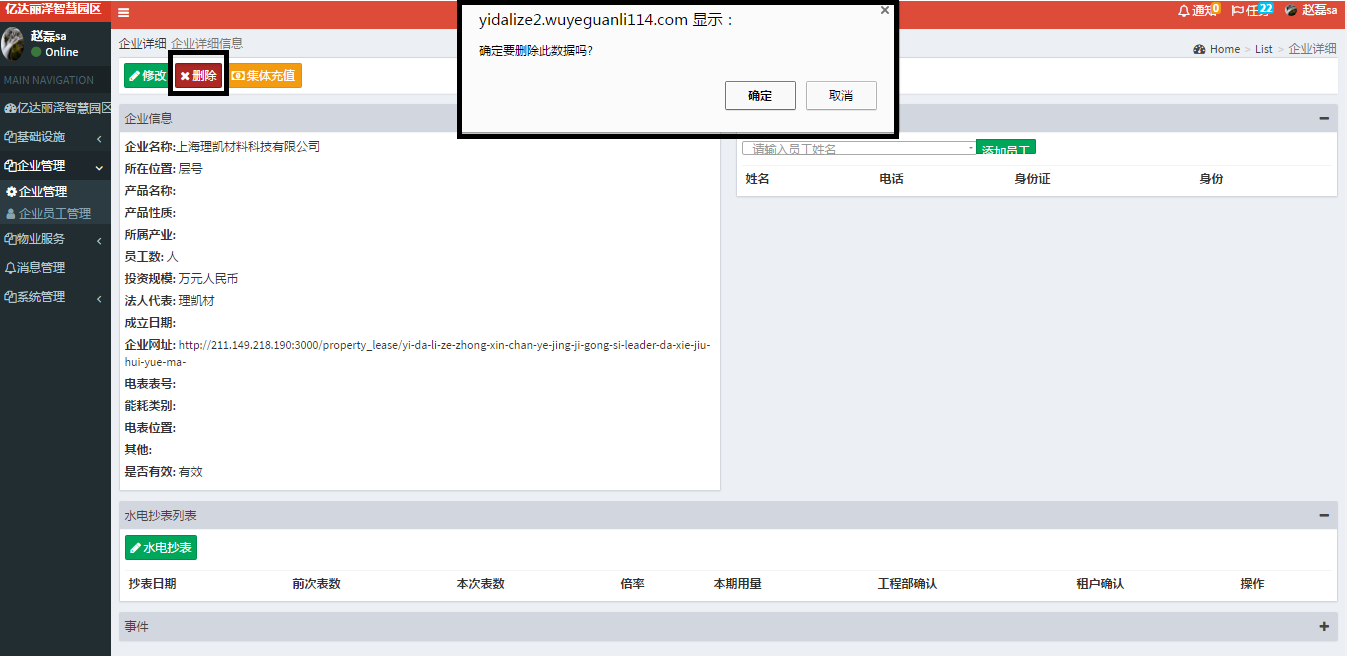 亿达丽泽智慧园区
通知0
任务22
赵磊sa
赵磊sa
Online
MAIN NAVIGATION
亿达丽泽智慧园区
基础设施
企业管理
企业管理
企业员工管理
物业服务
消息管理
系统管理
yidalize2.wuyeguanli114.com 显示：
确定要删除此数据吗?
确定 取消
企业详细 企业详细信息
Home > List > 企业详细
修改 删除 集体充值
企业信息
企业名称:上海理凯材料科技有限公司
所在位置: 层号
产品名称:
产品性质:
所属产业:
员工数: 人
投资规模: 万元人民币
法人代表: 理凯材
成立日期:
企业网址: http://211.149.218.190:3000/property_lease/yi-da-li-ze-zhong-xin-chan-ye-jing-ji-gong-si-leader-da-xie-jiu-
hui-yue-ma-
电表表号:
能耗类别:
电表位置:
其他:
是否有效: 有效
请输入员工姓名 添加员工
姓名 电话 身份证 身份
水电抄表列表
水电抄表
抄表日期 前次表数 本次表数 倍率 本期用量 工程部确认 租户确认 操作
事件